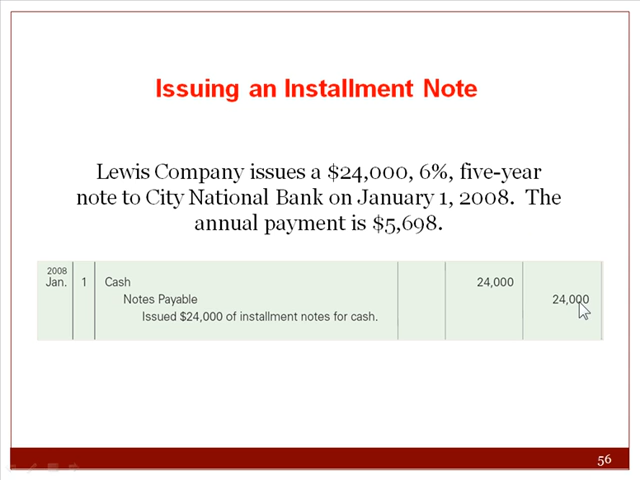 Issuing an Installment Note
Lewis Company issues a $24,000, 6%, five-year
note to City National Bank on January 1, 2008. The
annual payment is $5,698.
2008
Jan. 1 Cash 24,000
Notes Payable 24,000
Issued $24,000 of installment notes for cash.
56